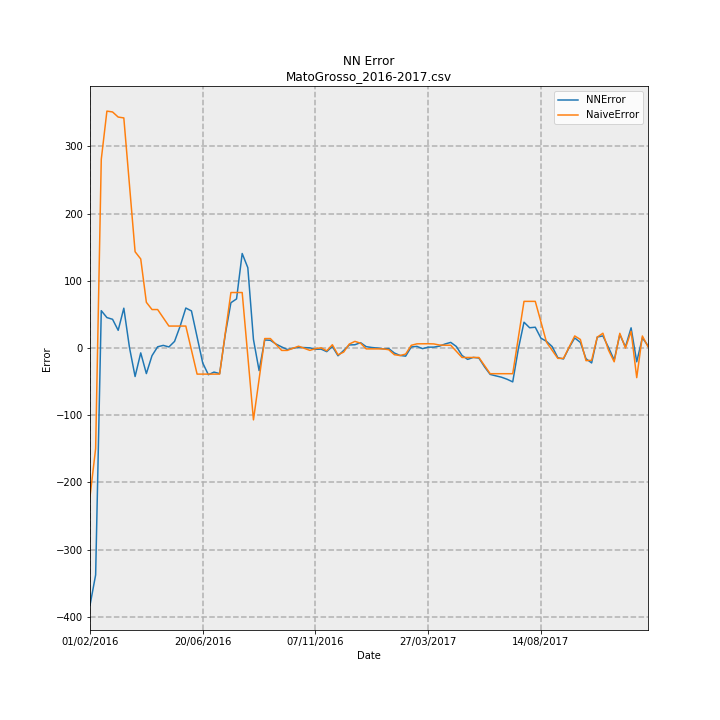 NN Error
MatoGrosso_2016-2017.csv
NNError
NaiveError
300
200
100
0
−100
−200
−300
−400
Error
01/02/2016 20/06/2016 07/11/2016 27/03/2017 14/08/2017
Date